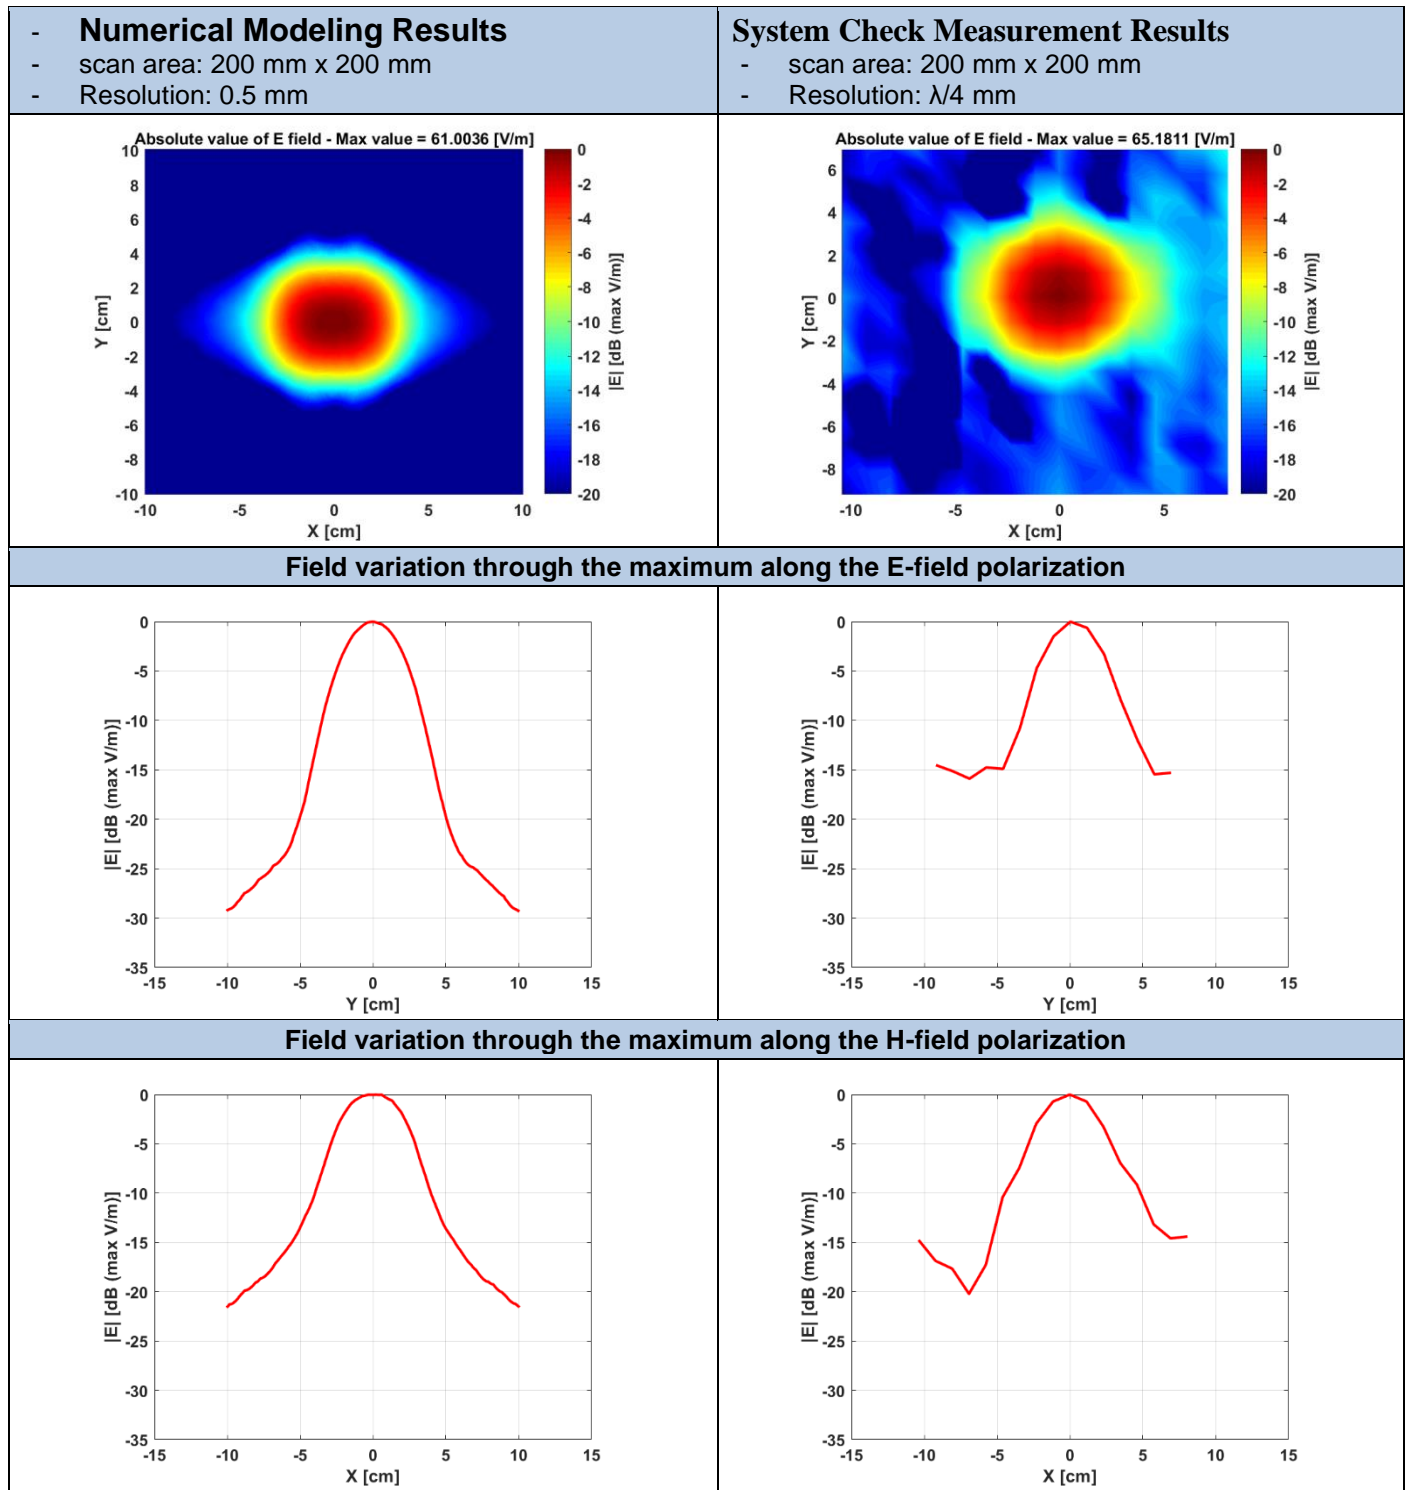 - Numerical Modeling Results
- scan area: 200 mm x 200 mm
- Resolution: 0.5 mm
System Check Measurement Results
- scan area: 200 mm x 200 mm
- Resolution: λ/4 mm
Absolute value of E field - Max value = 61.0036 [V/m]
10
8
6
4
2
0
-2
-4
-6
-8
-10
Y [cm]
-10 -5 0 5 10
X [cm]
0
-2
-4
-6
-8
-10
-12
-14
-16
-18
-20
|E| [dB (max V/m)]
Absolute value of E field - Max value = 65.1811 [V/m]
6
4
2
0
-2
-4
-6
-8
Y [cm]
-10 -5 0 5
X [cm]
0
-2
-4
-6
-8
-10
-12
-14
-16
-18
-20
|E| [dB (max V/m)]
Field variation through the maximum along the E-field polarization
0
-5
-10
-15
-20
-25
-30
-35
|E| [dB (max V/m)]
-15 -10 -5 0 5 10 15
Y [cm]
0
-5
-10
-15
-20
-25
-30
-35
|E| [dB (max V/m)]
-15 -10 -5 0 5 10 15
Y [cm]
Field variation through the maximum along the H-field polarization
0
-5
-10
-15
-20
-25
-30
-35
|E| [dB (max V/m)]
-15 -10 -5 0 5 10 15
X [cm]
0
-5
-10
-15
-20
-25
-30
-35
|E| [dB (max V/m)]
-15 -10 -5 0 5 10 15
X [cm]